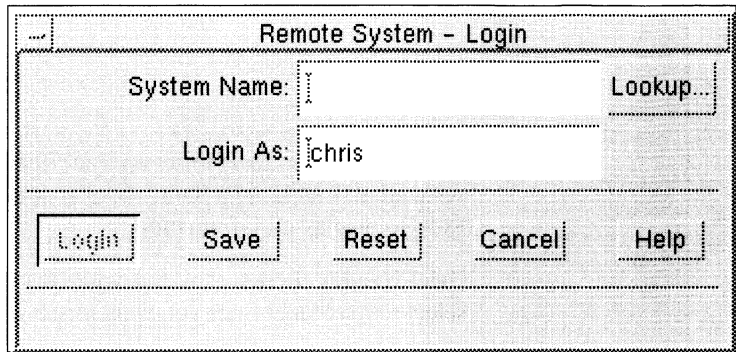 Remote System - Login
System Name:
Lookup...
Login As: chris
Login Save Reset Cancel Help